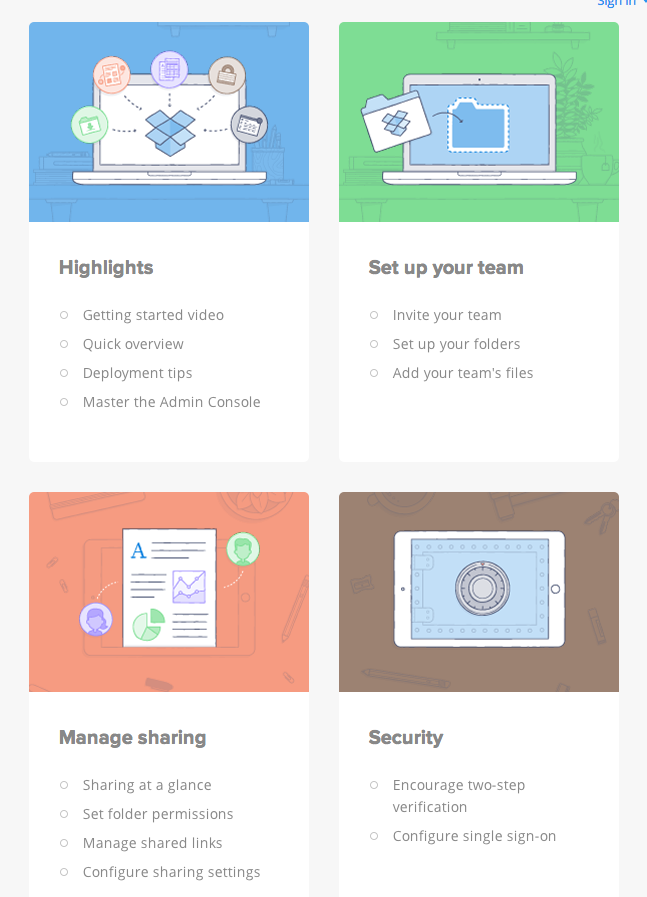 Sign in
Highlights
Getting started video
Quick overview
Deployment tips
Master the Admin Console
Set up your team
Invite your team
Set up your folders
Add your team's files
A
Manage sharing
Sharing at a glance
Set folder permissions
Manage shared links
Configure sharing settings
Security
Encourage two-step
verification
Configure single sign-on